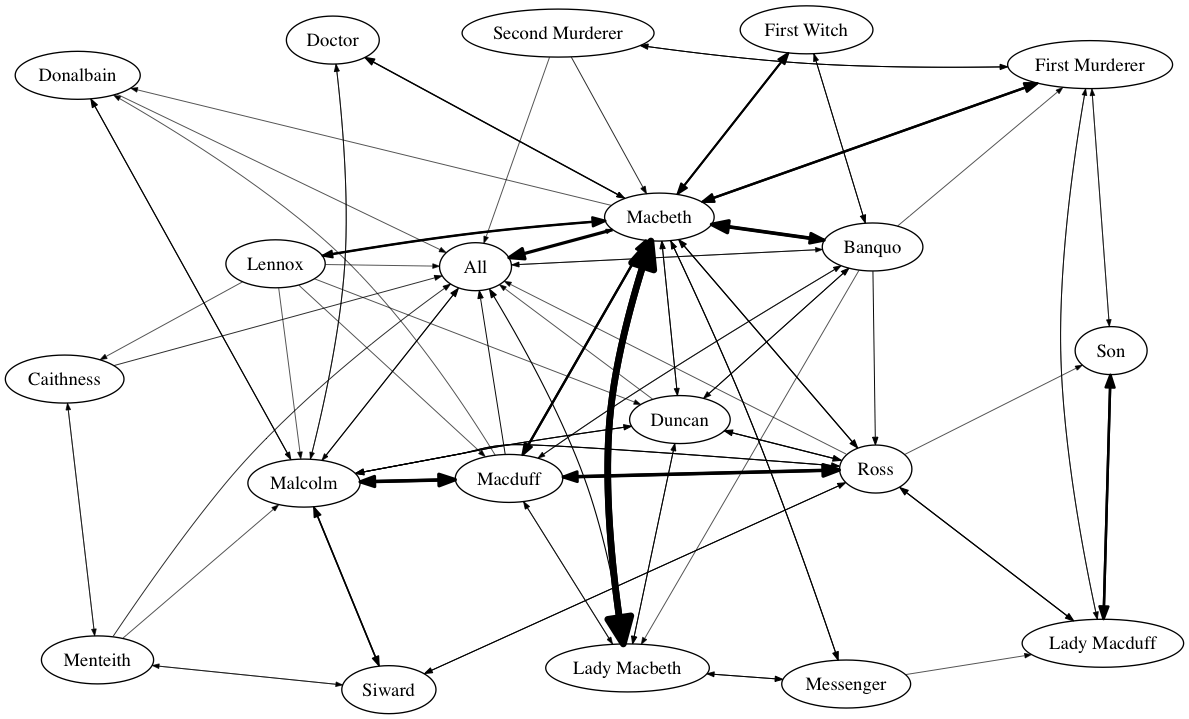 First Witch
Second Murderer
Doctor
First Murderer
Donalbain
Macbeth
Banquo
Lennox
All
Son
Caithness
Duncan
Ross
Macduff
Malcolm
Lady Macduff
Menteith
Lady Macbeth
Messenger
Siward